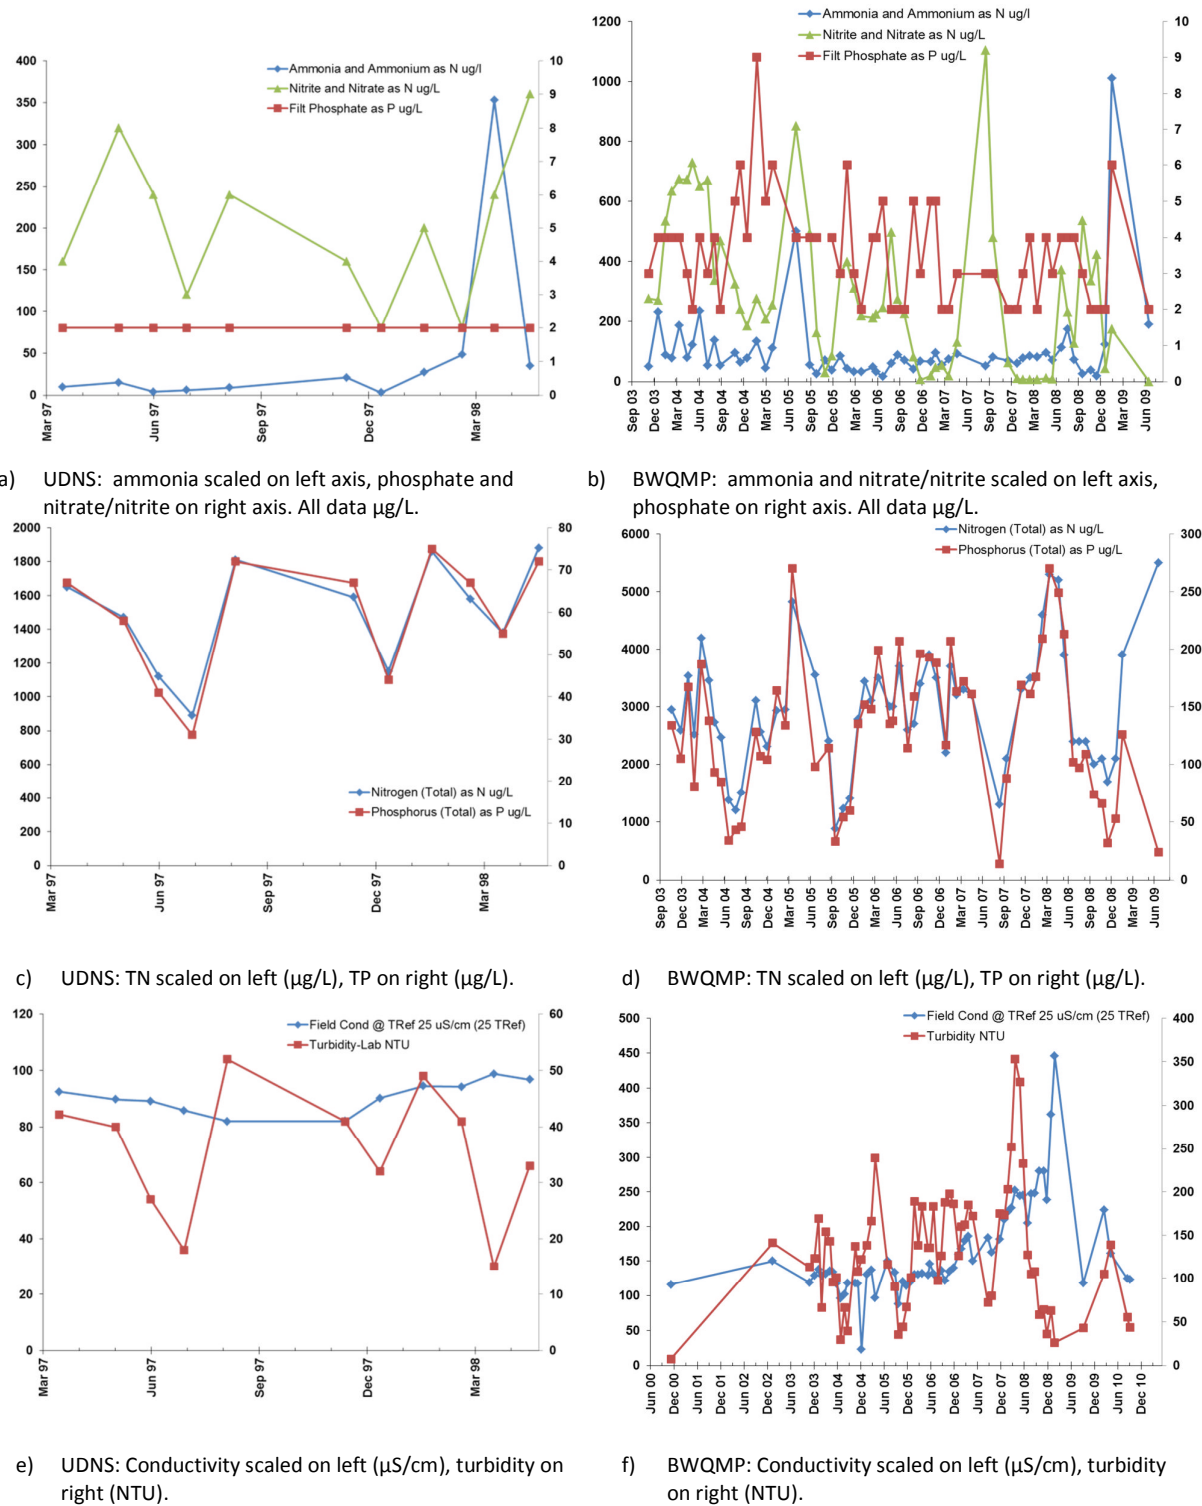 400
350
300
250
200
150
100
50
0
10
9
8
7
6
5
4
3
2
1
0
Ammonia and Ammonium as N ug/l
Nitrite and Nitrate as N ug/L
Filt Phosphate as P ug/L
Mar 97
Jun 97
Sep 97
Dec 97
Mar 98
a) UDNS: ammonia scaled on left axis, phosphate and
nitrate/nitrite on right axis. All data µg/L.
1200
1000
800
600
400
200
0
10
9
8
7
6
5
4
3
2
1
0
Ammonia and Ammonium as N ug/l
Nitrite and Nitrate as N ug/L
Filt Phosphate as P ug/L
Sep 03
Dec 03
Mar 04
Jun 04
Sep 04
Dec 04
Mar 05
Jun 05
Sep 05
Dec 05
Mar 06
Jun 06
Sep 06
Dec 06
Mar 07
Jun 07
Sep 07
Dec 07
Mar 08
Jun 08
Sep 08
Dec 08
Mar 09
Jun 09
b) BWQMP: ammonia and nitrate/nitrite scaled on left axis,
phosphate on right axis. All data µg/L.
2000
1800
1600
1400
1200
1000
800
600
400
200
0
80
70
60
50
40
30
20
10
0
Nitrogen (Total) as N ug/L
Phosphorus (Total) as P ug/L
Mar 97
Jun 97
Sep 97
Dec 97
Mar 98
c) UDNS: TN scaled on left (µg/L), TP on right (µg/L).
6000
5000
4000
3000
2000
1000
0
300
250
200
150
100
50
0
Nitrogen (Total) as N ug/L
Phosphorus (Total) as P ug/L
Sep 03
Dec 03
Mar 04
Jun 04
Sep 04
Dec 04
Mar 05
Jun 05
Sep 05
Dec 05
Mar 06
Jun 06
Sep 06
Dec 06
Mar 07
Jun 07
Sep 07
Dec 07
Mar 08
Jun 08
Sep 08
Dec 08
Mar 09
Jun 09
d) BWQMP: TN scaled on left (µg/L), TP on right (µg/L).
120
100
80
60
40
20
0
60
50
40
30
20
10
0
Field Cond @ TRef 25 uS/cm (25 TRef)
Turbidity-Lab NTU
Mar 97
Jun 97
Sep 97
Dec 97
Mar 98
e) UDNS: Conductivity scaled on left (µS/cm), turbidity on
right (NTU).
500
450
400
350
300
250
200
150
100
50
0
400
350
300
250
200
150
100
50
0
Field Cond @ TRef 25 uS/cm (25 TRef)
Turbidity NTU
Jun 00
Dec 00
Jun 01
Dec 01
Jun 02
Dec 02
Jun 03
Dec 03
Jun 04
Dec 04
Jun 05
Dec 05
Jun 06
Dec 06
Jun 07
Dec 07
Jun 08
Dec 08
Jun 09
Dec 09
Jun 10
Dec 10
f) BWQMP: Conductivity scaled on left (µS/cm), turbidity
on right (NTU).